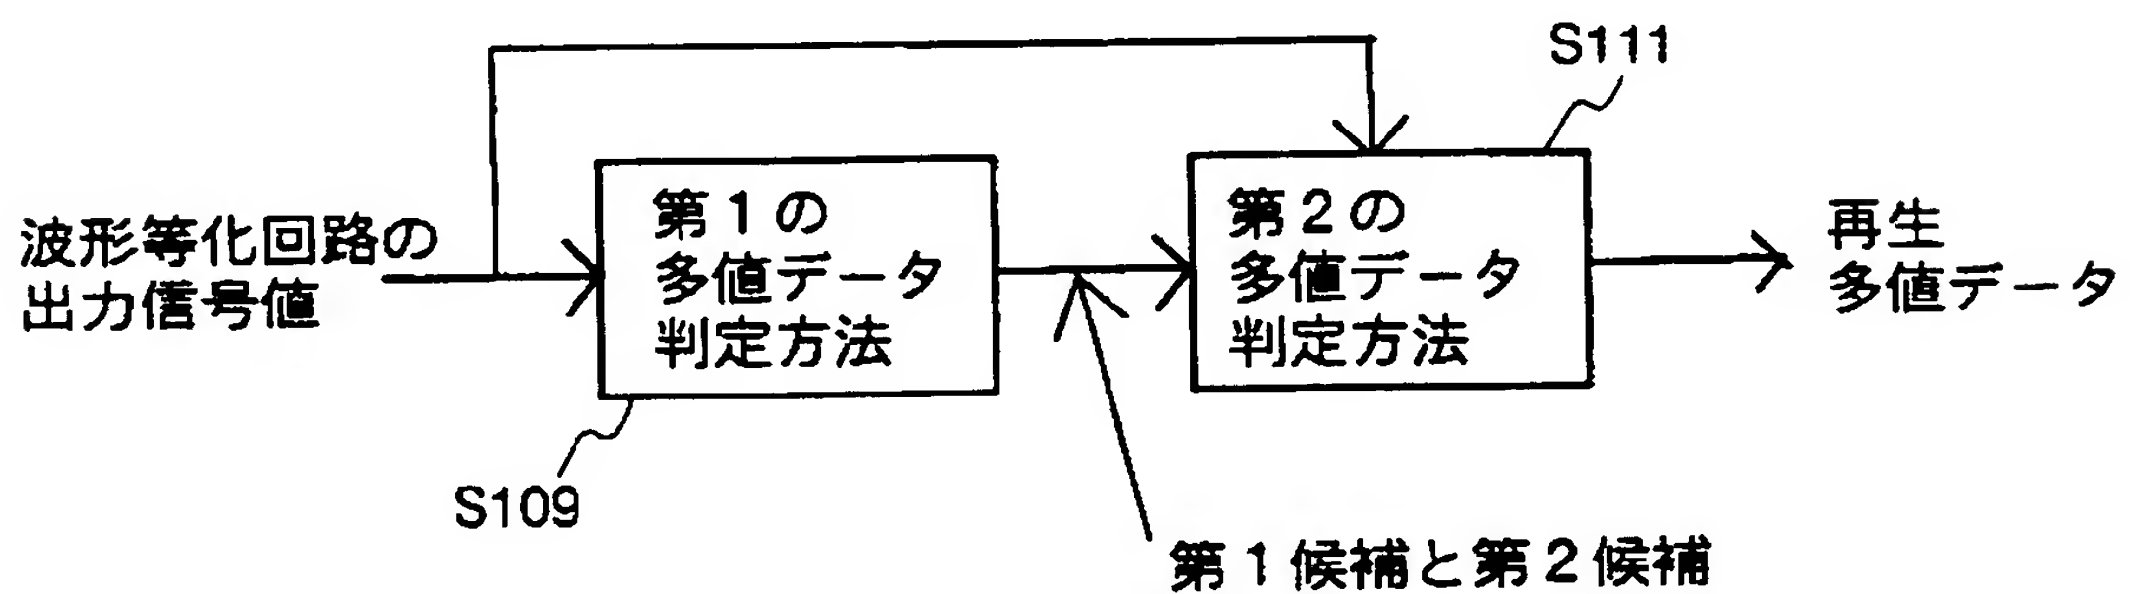 S111
波形等化回路の
出力信号値
第1の
多値データ
判定方法
第2の
多値データ
判定方法
再生
多値データ
S109
第1候補と第2候補